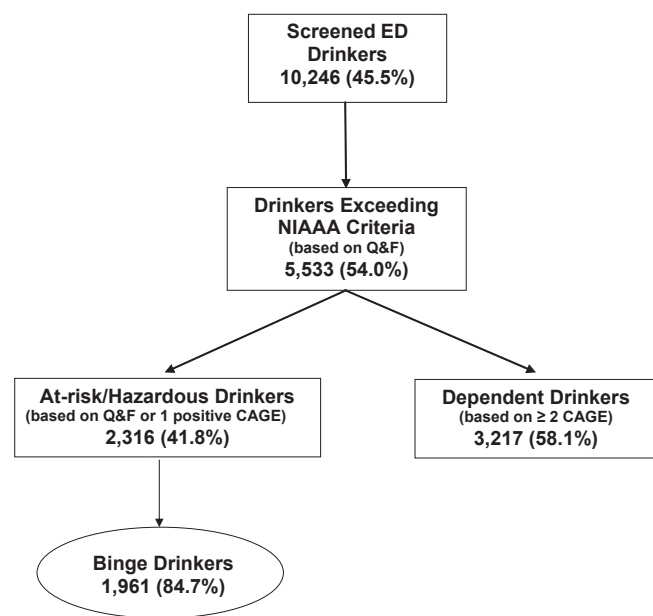 Screened ED
Drinkers
10,246 (45.5%)
Drinkers Exceeding
NIAAA Criteria
(based on Q&F)
5,533 (54.0%)
At-risk/Hazardous Drinkers
(based on Q&F or 1 positive CAGE)
2,316 (41.8%)
Dependent Drinkers
(based on ≥ 2 CAGE)
3,217 (58.1%)
Binge Drinkers
1,961 (84.7%)